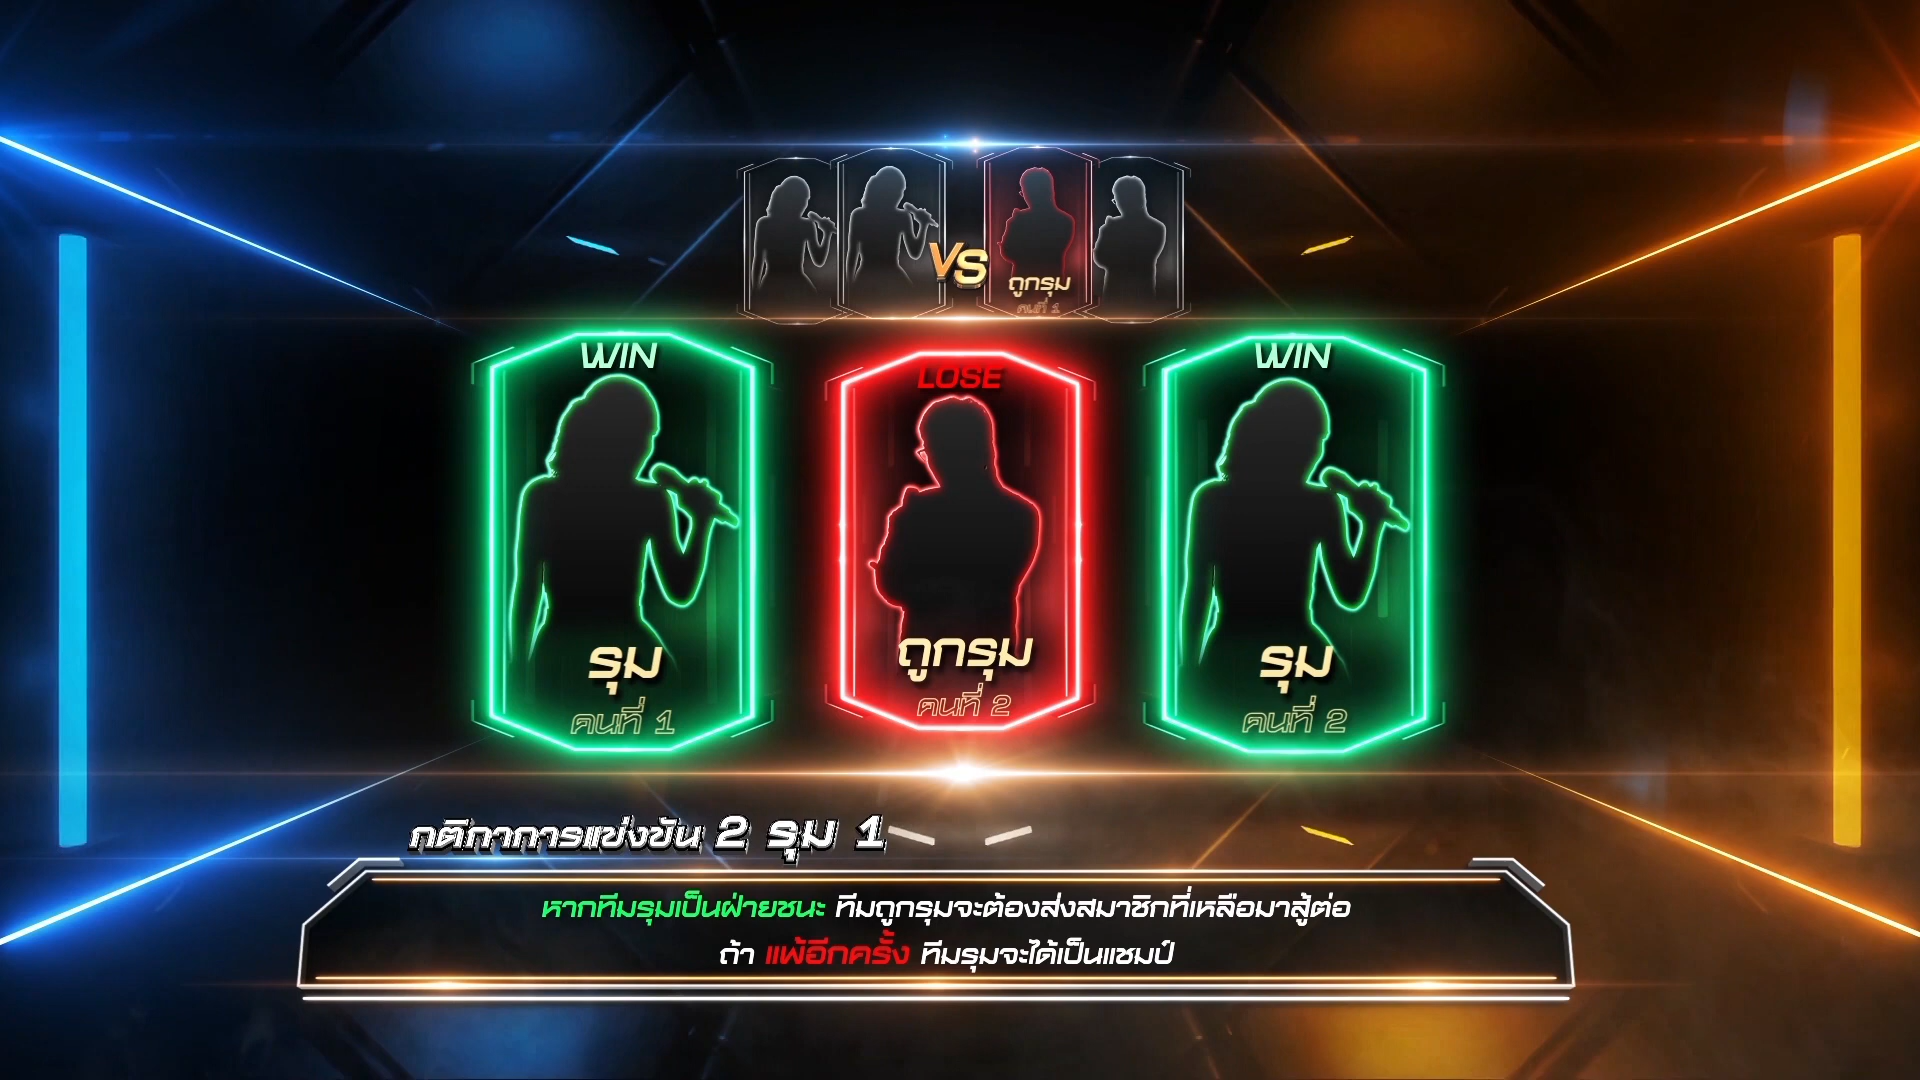 VS
ถูกรุม
คนที่ 1
WIN
รุม
คนที่ 1
LOSE
ถูกรุม
คนที่ 2
WIN
รุม
คนที่ 2
กติกาการแข่งขัน 2 รุม 1
หากทีมรุมเป็นฝ่ายชนะ ทีมถูกรุมจะต้องส่งสมาชิกที่เหลือมาสู้ต่อ
ถ้า แพ้อีกครั้ง ทีมรุมจะได้เป็นแชมป์